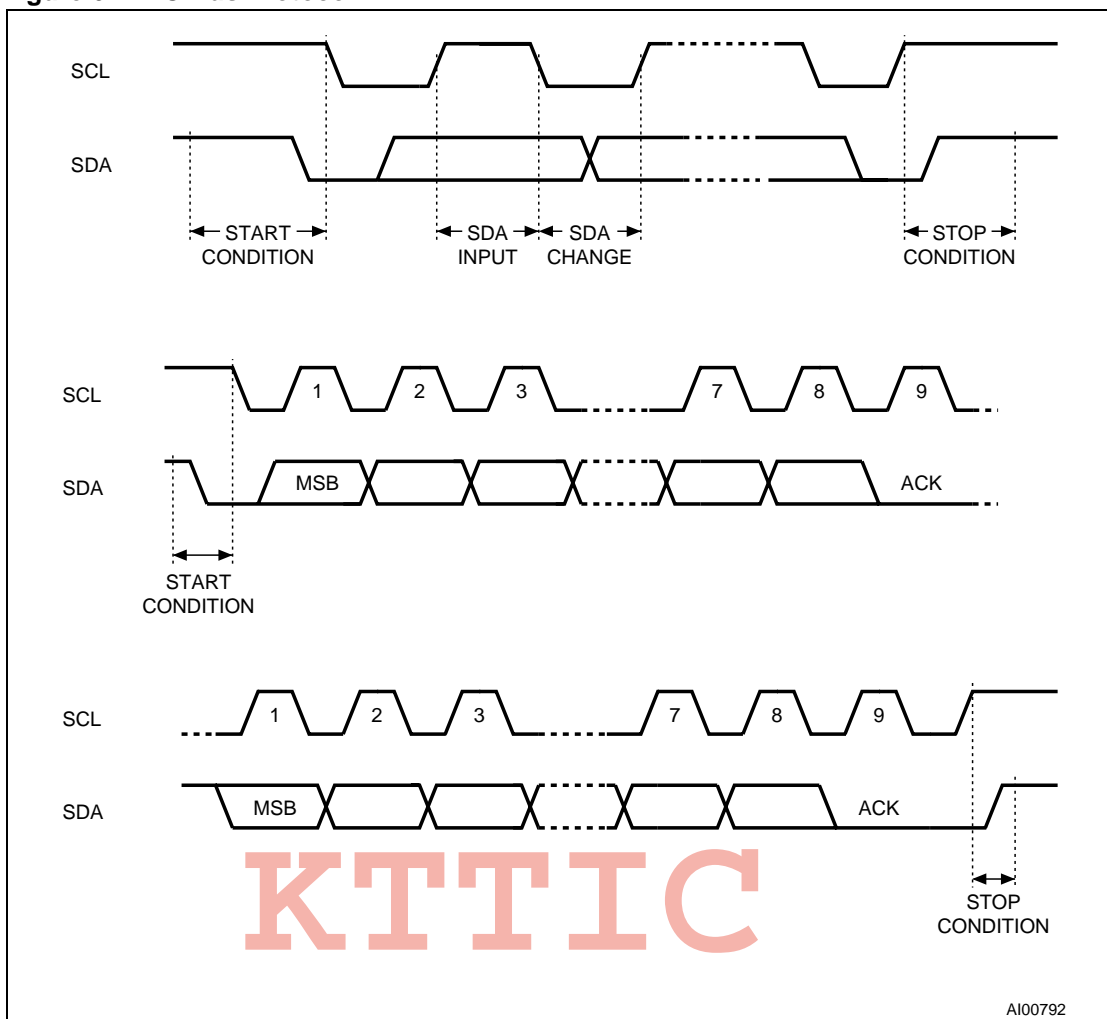 SCL
SDA
START
CONDITION
SDA
INPUT
SDA
CHANGE
STOP
CONDITION
SCL
1
2
3
7
8
9
SDA
MSB
ACK
START
CONDITION
SCL
1
2
3
7
8
9
SDA
MSB
ACK
KTTIC
STOP
CONDITION
AI00792